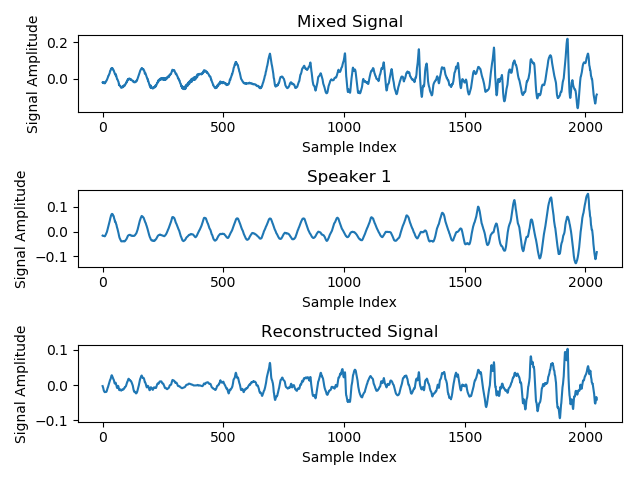 Mixed Signal
Signal Amplitude
0.2
0.0
0
500
1000
1500
2000
Sample Index
Speaker 1
Signal Amplitude
0.1
0.0
−0.1
0
500
1000
1500
2000
Sample Index
Reconstructed Signal
Signal Amplitude
0.1
0.0
−0.1
0
500
1000
1500
2000
Sample Index